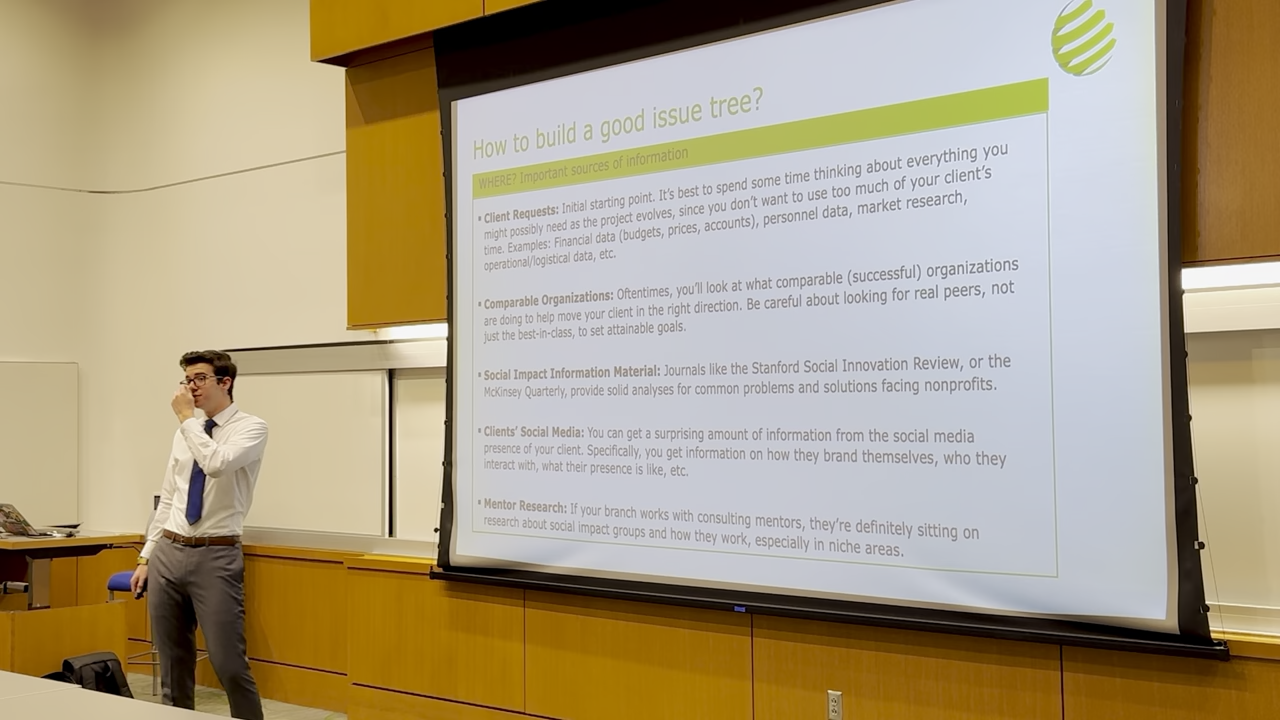 How to build a good issue tree?
WHERE? Important sources of information
▪ Client Requests: Initial starting point. It's best to spend some time thinking about everything you
might possibly need as the project evolves, since you don't want to use too much of your client's
time. Examples: Financial data (budgets, prices, accounts), personnel data, market research,
operational/logistical data, etc.
▪ Comparable Organizations: Oftentimes, you'll look at what comparable (successful) organizations
are doing to help move your client in the right direction. Be careful about looking for real peers, not
just the best-in-class, to set attainable goals.
▪ Social Impact Information Material: Journals like the Stanford Social Innovation Review, or the
McKinsey Quarterly, provide solid analyses for common problems and solutions facing nonprofits.
▪ Clients' Social Media: You can get a surprising amount of information from the social media
presence of your client. Specifically, you get information on how they brand themselves, who they
interact with, what their presence is like, etc.
▪ Mentor Research: If your branch works with consulting mentors, they're definitely sitting on
research about social impact groups and how they work, especially in niche areas.